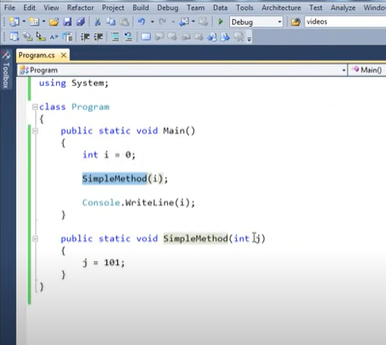 File Edit View Refactor Project Build Debug Team Data Tools Architecture Test Analyze Window
Debug videos
Toolbox
Program.cs
Program Main()
using System;
class Program
{
public static void Main()
{
int i = 0;
SimpleMethod(i);
Console.WriteLine(i);
}
public static void SimpleMethod(int j)
{
j = 101;
}
}